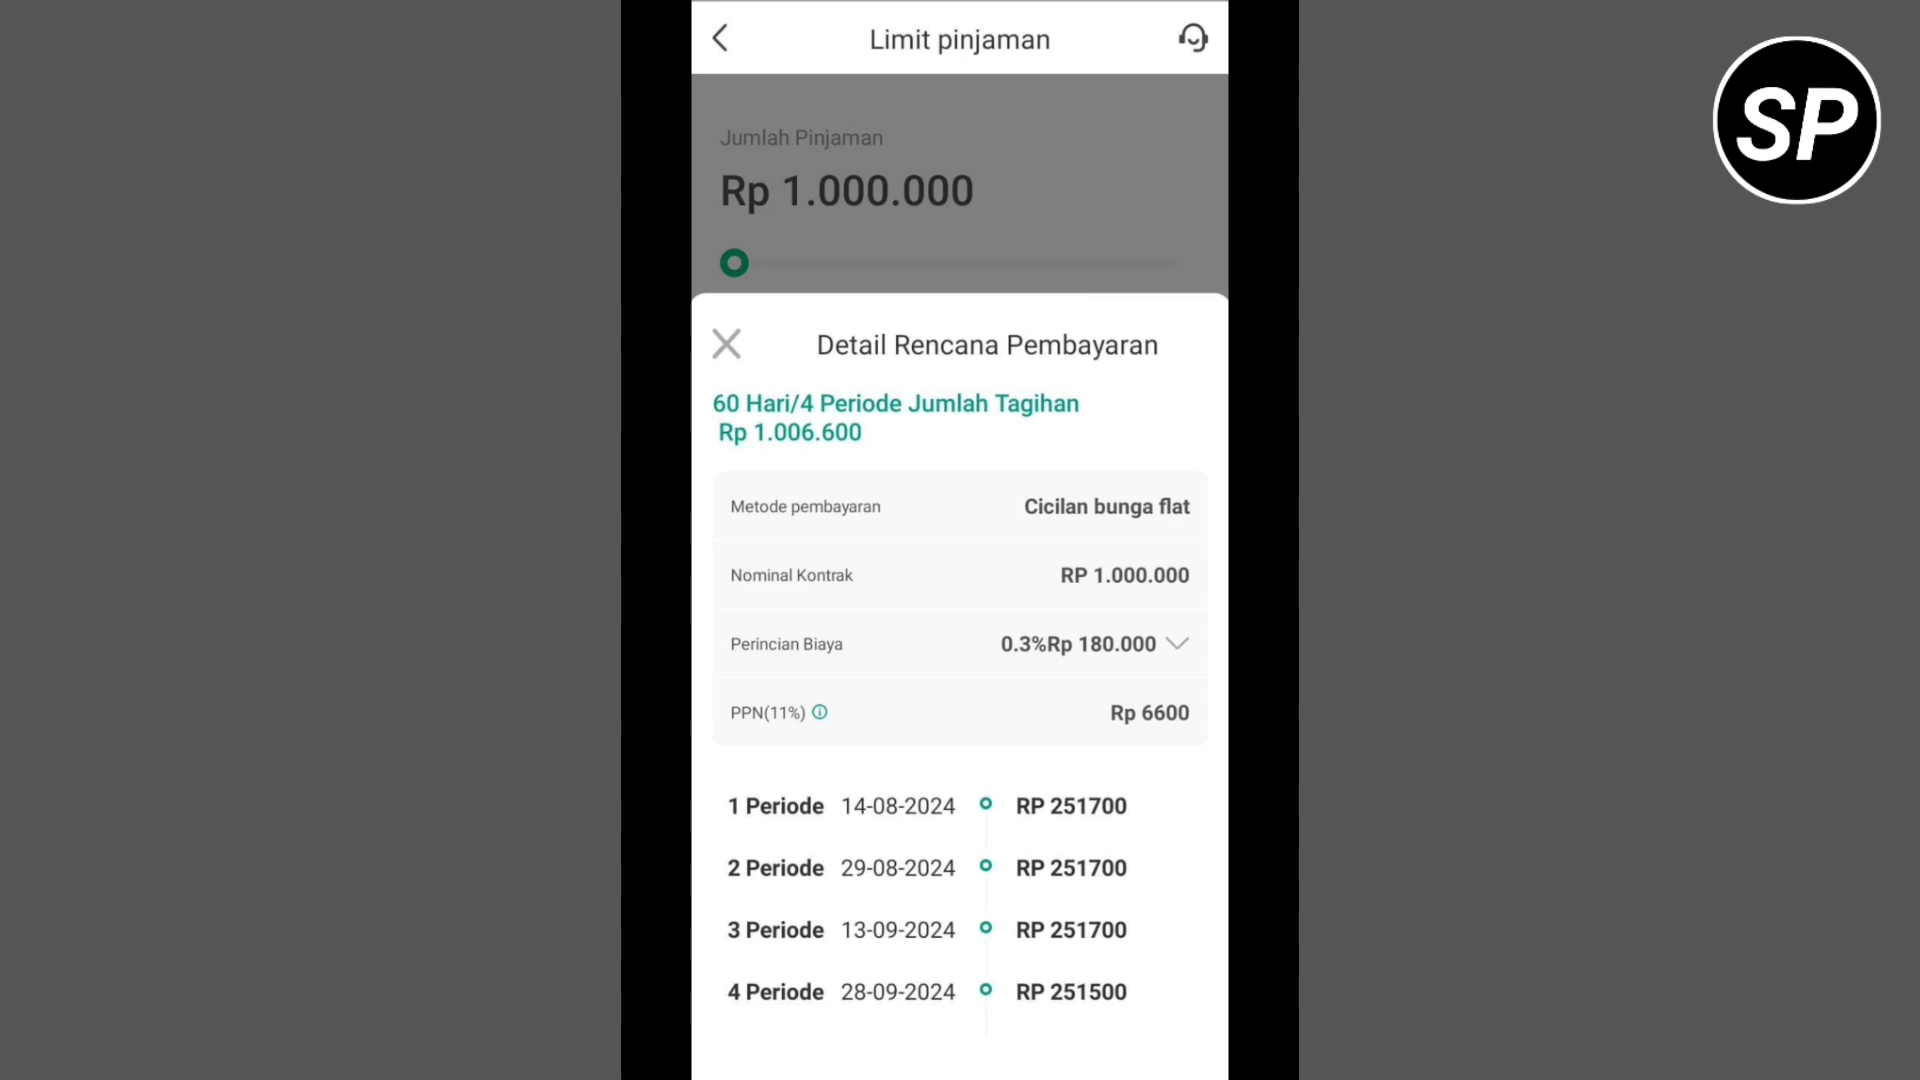 Limit pinjaman
SP
Jumlah Pinjaman
Rp 1.000.000
Detail Rencana Pembayaran
60 Hari/4 Periode Jumlah Tagihan
Rp 1.006.600
Metode pembayaran Cicilan bunga flat
Nominal Kontrak RP 1.000.000
Perincian Biaya 0.3%Rp 180.000
PPN(11%) Rp 6600
1 Periode 14-08-2024 RP 251700
2 Periode 29-08-2024 RP 251700
3 Periode 13-09-2024 RP 251700
4 Periode 28-09-2024 RP 251500